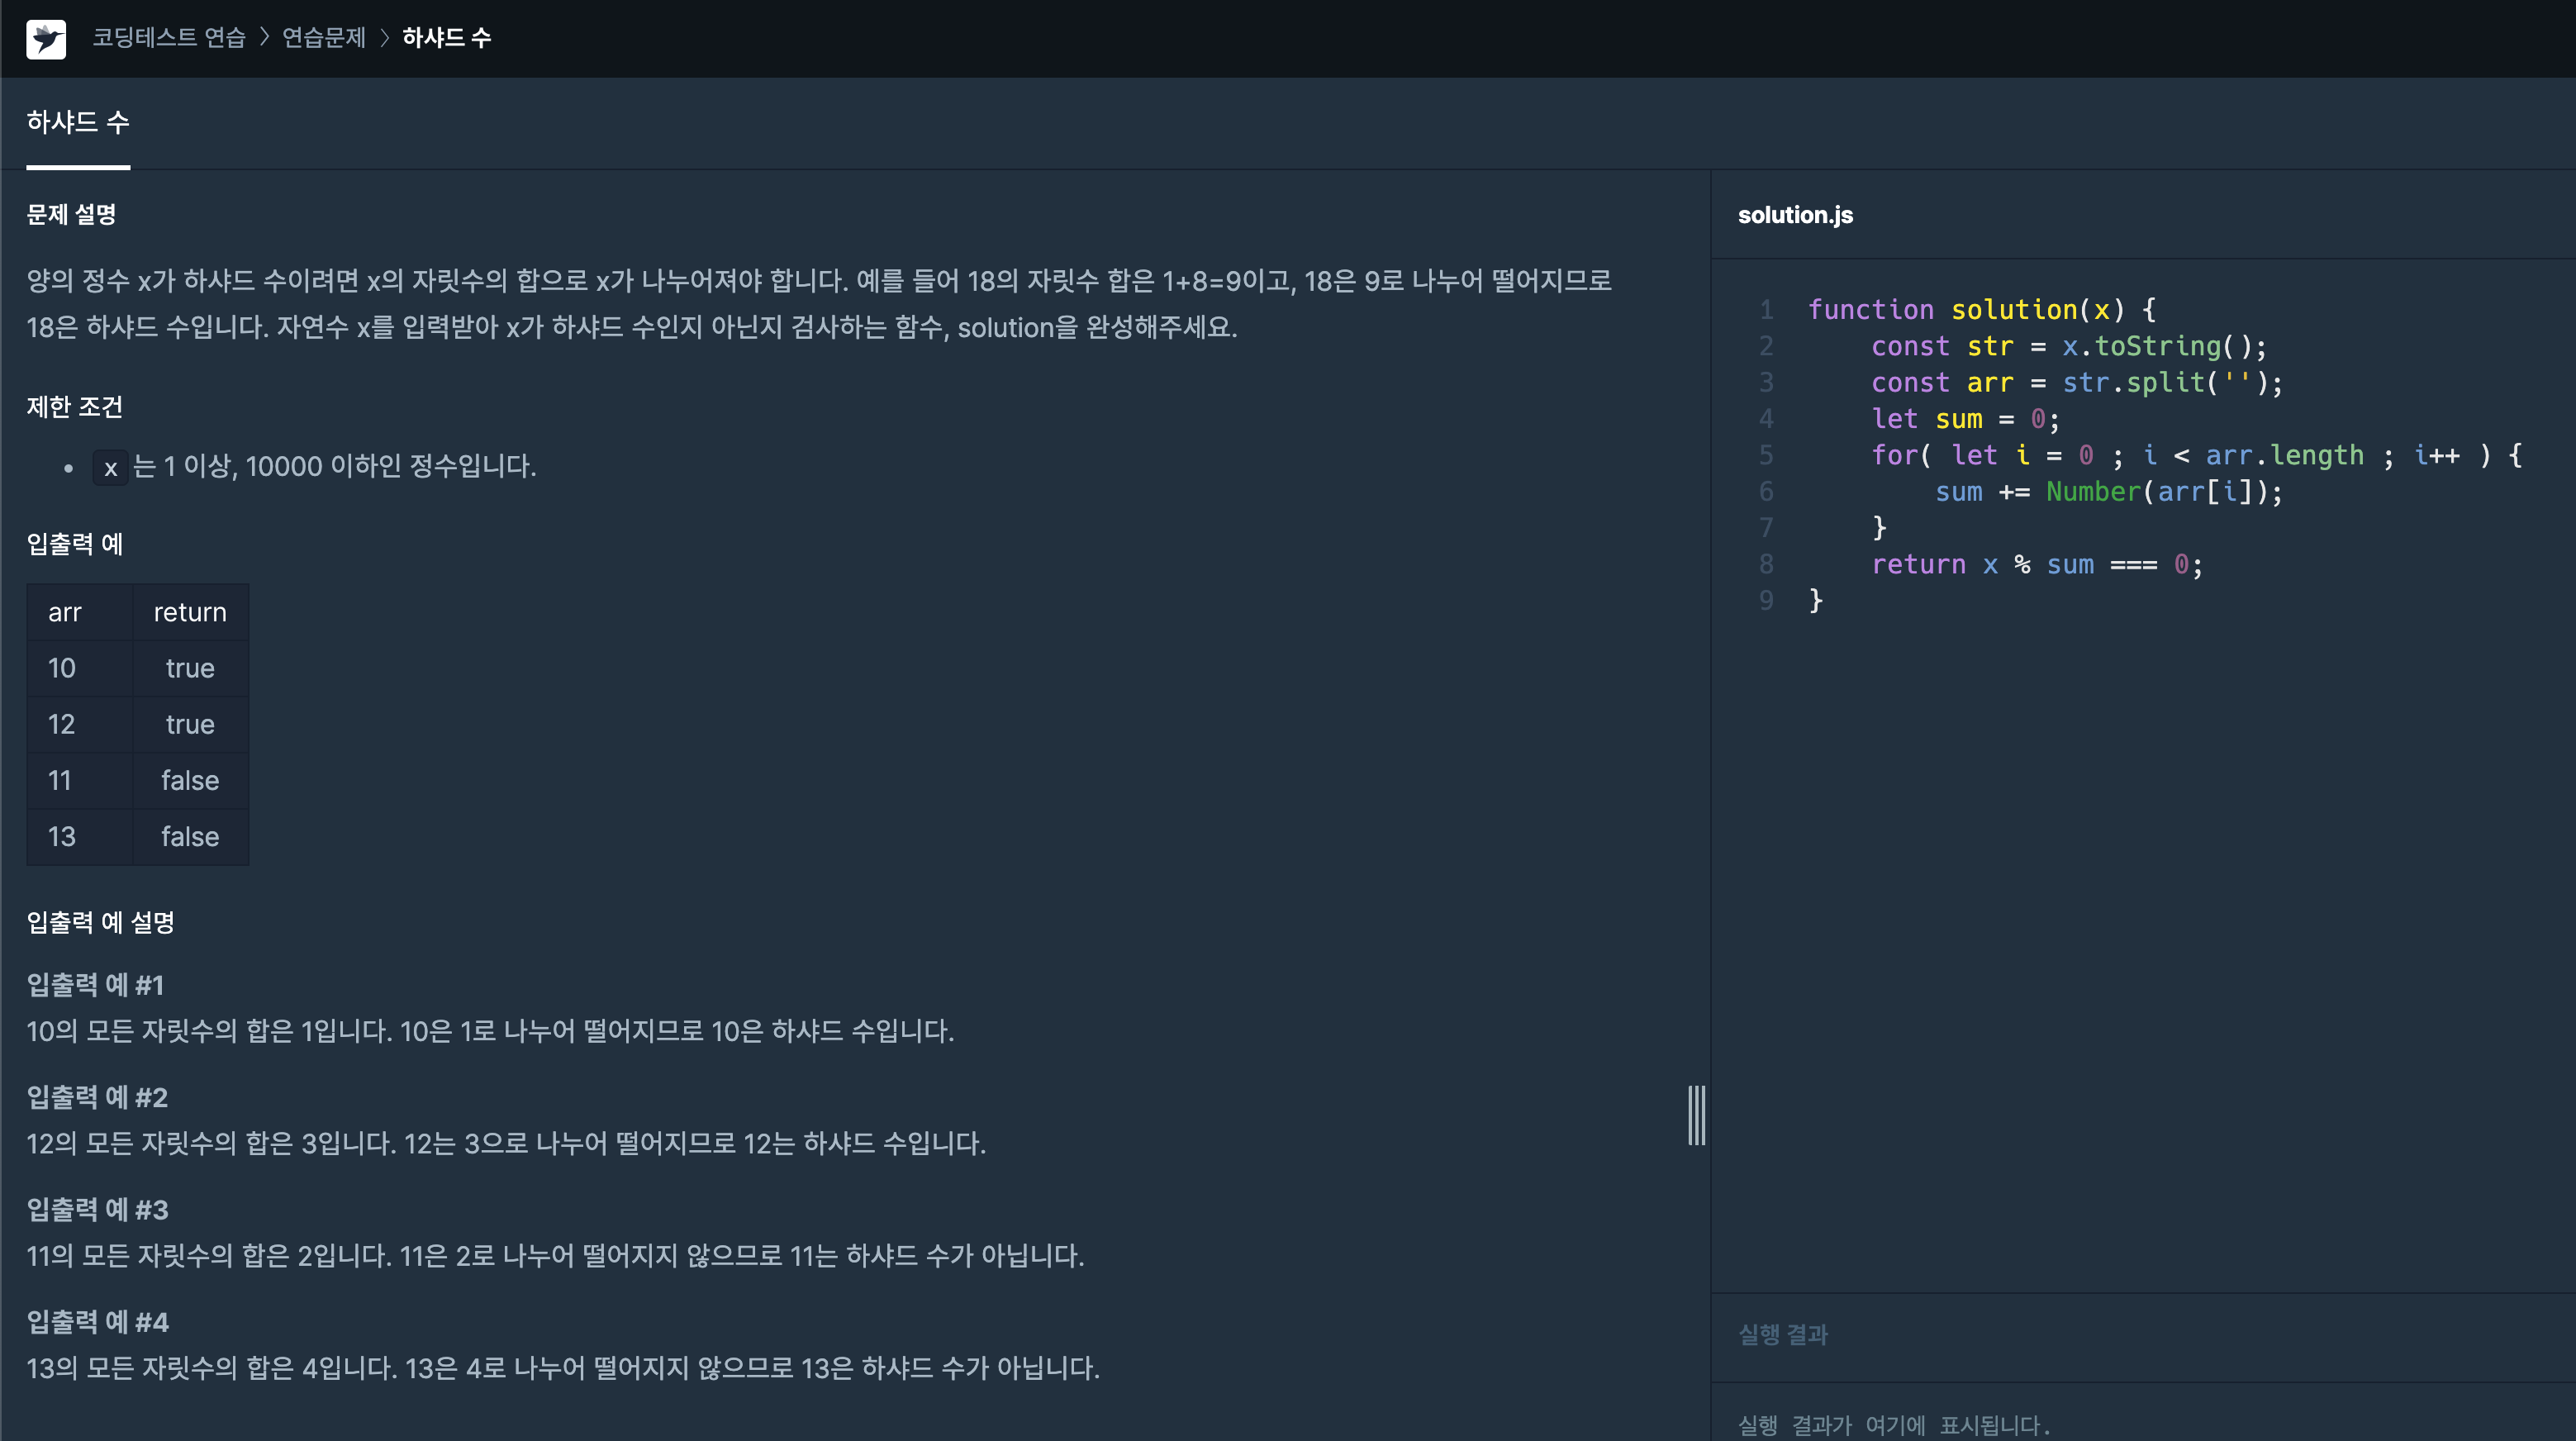 코딩테스트 연습 > 연습문제 > 하샤드 수
하샤드 수
문제 설명
양의 정수 x가 하샤드 수이려면 x의 자릿수의 합으로 x가 나누어져야 합니다. 예를 들어 18의 자릿수 합은 1+8=9이고, 18은 9로 나누어 떨어지므로
18은 하샤드 수입니다. 자연수 x를 입력받아 x가 하샤드 수인지 아닌지 검사하는 함수, solution을 완성해주세요.
제한 조건
• x 는 1 이상, 10000 이하인 정수입니다.
입출력 예
arr return
10 true
12 true
11 false
13 false
입출력 예 설명
입출력 예 #1
10의 모든 자릿수의 합은 1입니다. 10은 1로 나누어 떨어지므로 10은 하샤드 수입니다.
입출력 예 #2
12의 모든 자릿수의 합은 3입니다. 12는 3으로 나누어 떨어지므로 12는 하샤드 수입니다.
입출력 예 #3
11의 모든 자릿수의 합은 2입니다. 11은 2로 나누어 떨어지지 않으므로 11는 하샤드 수가 아닙니다.
입출력 예 #4
13의 모든 자릿수의 합은 4입니다. 13은 4로 나누어 떨어지지 않으므로 13은 하샤드 수가 아닙니다.
solution.js
1 function solution(x) {
2     const str = x.toString();
3     const arr = str.split('');
4     let sum = 0;
5     for( let i = 0 ; i < arr.length ; i++ ) {
6         sum += Number(arr[i]);
7     }
8     return x % sum === 0;
9 }
실행 결과
실행 결과가 여기에 표시됩니다.